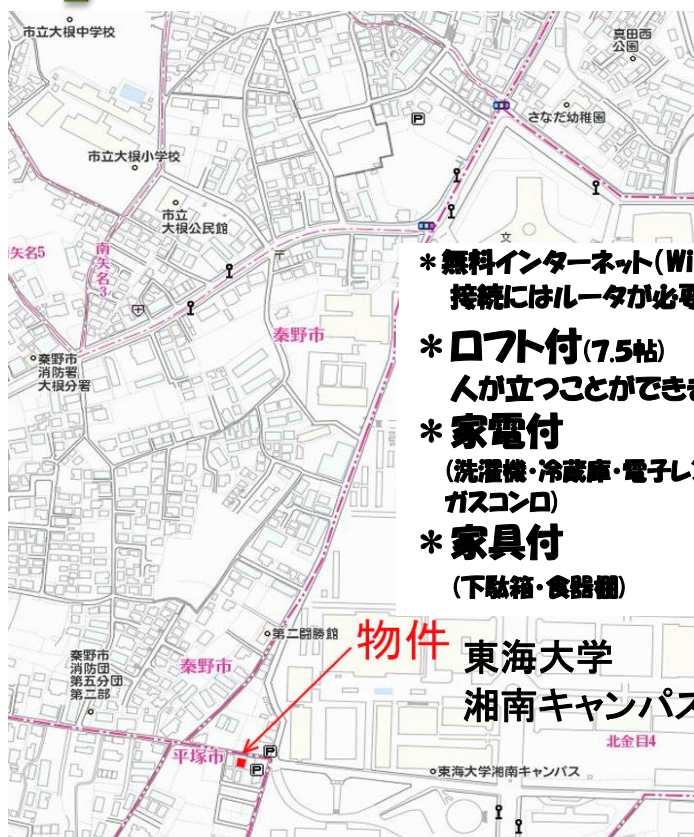 市立大根中学校
真田西
公園
さなだ幼稚園
市立大根小学校
市立
大根公民館
矢名5
南矢名3
文
秦野市
秦野市
消防署
大根分署
＊無料インターネット(Wi
接続にはルータが必要
＊ロフト付(7.5帖)
人が立つことができ
＊家電付
(洗濯機・冷蔵庫・電子レン
ガスコンロ)
＊家具付
(下駄箱・食器棚)
第二闘勝館
物件
東海大学
湘南キャンパス
秦野市
消防団
第五分団
第二部
秦野市
北金目4
平塚市
P
P
P
東海大学湘南キャンパス